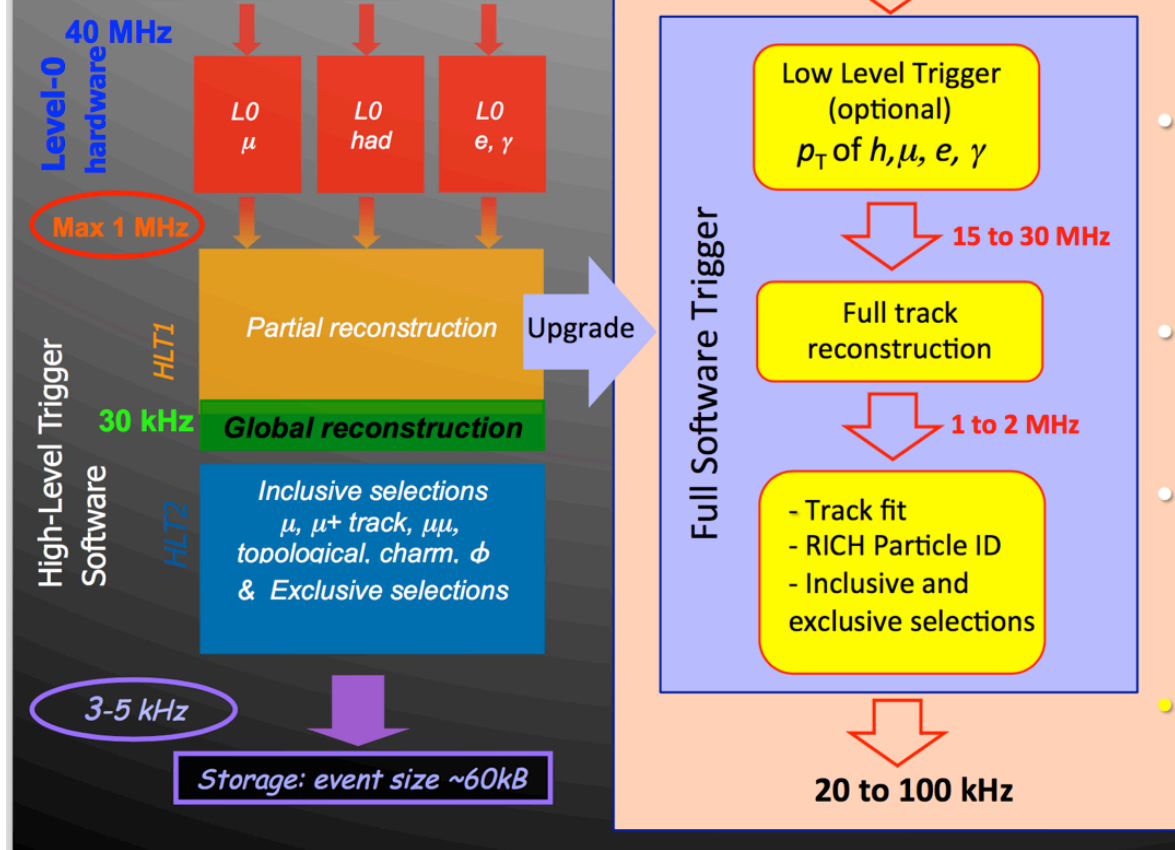 40 MHz
Level-0
hardware
L0
μ
L0
had
L0
e, γ
Max 1 MHz
HLT1
Partial reconstruction
30 kHz
Global reconstruction
High-Level Trigger
Software
HLT2
Inclusive selections
μ, μ+ track, μμ,
topological, charm, ϕ
& Exclusive selections
3-5 kHz
Storage: event size ~60kB
Upgrade
Full Software Trigger
Low Level Trigger
(optional)
pT of h, μ, e, γ
15 to 30 MHz
Full track
reconstruction
1 to 2 MHz
- Track fit
- RICH Particle ID
- Inclusive and
exclusive selections
20 to 100 kHz